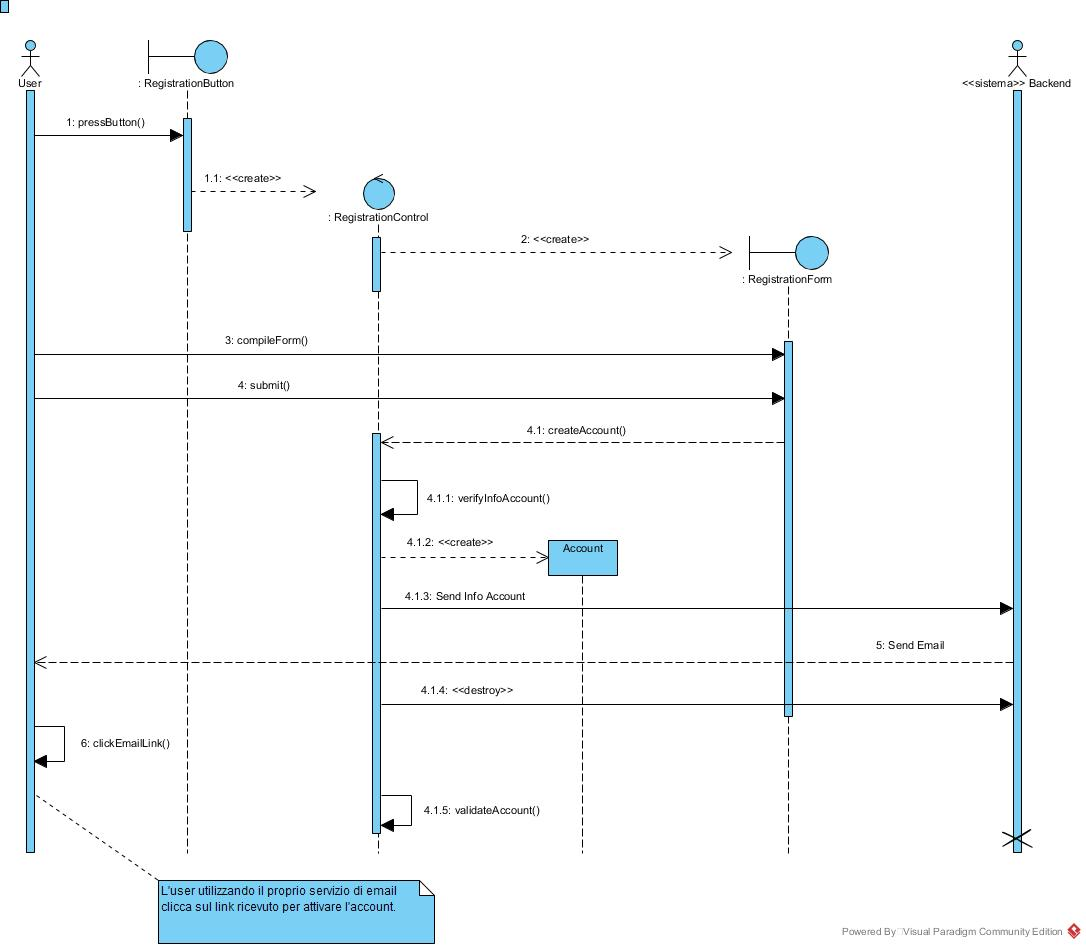 User
: RegistrationButton
<<sistema>> Backend
1: pressButton()
1.1: <<create>>
: RegistrationControl
2: <<create>>
: RegistrationForm
3: compileForm()
4: submit()
4.1: createAccount()
4.1.1: verifyInfoAccount()
4.1.2: <<create>>
Account
4.1.3: Send Info Account
5: Send Email
4.1.4: <<destroy>>
6: clickEmailLink()
4.1.5: validateAccount()
L'user utilizzando il proprio servizio di email
clicca sul link ricevuto per attivare l'account.
Powered By Visual Paradigm Community Edition